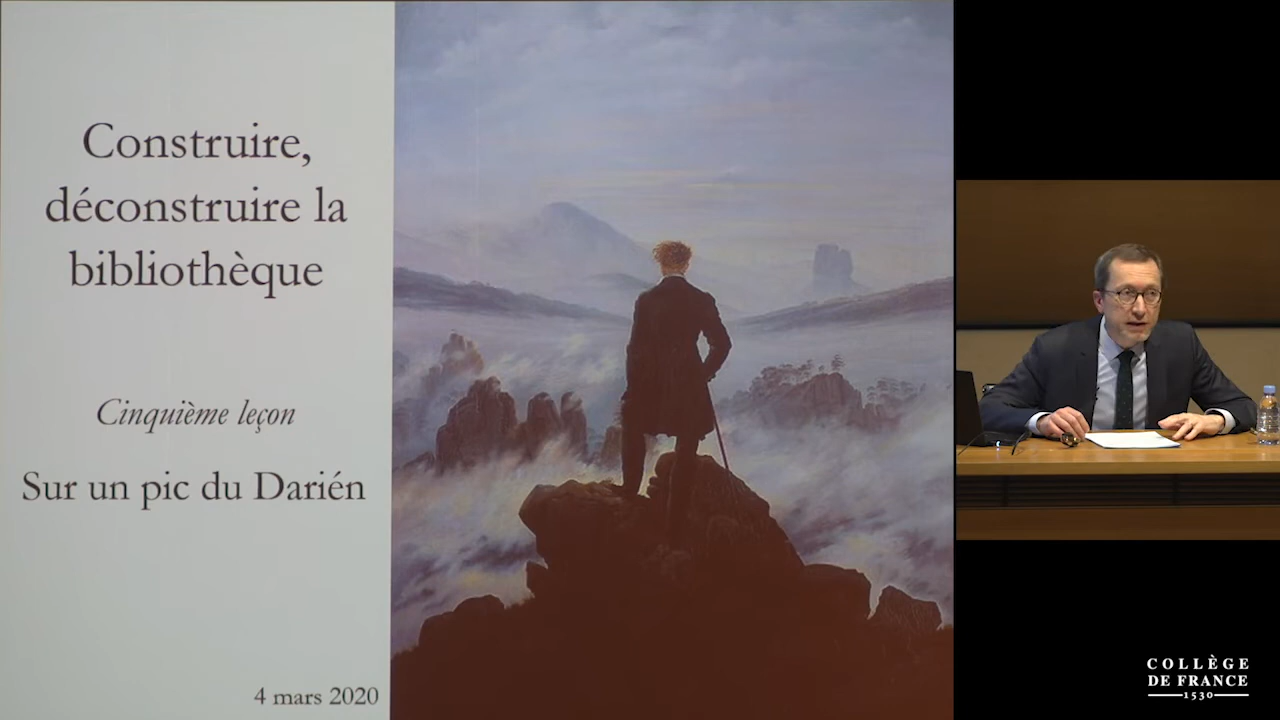 Construire,
déconstruire la
bibliothèque
Cinquième leçon
Sur un pic du Darién
4 mars 2020
COLLÈGE
DE FRANCE
1530